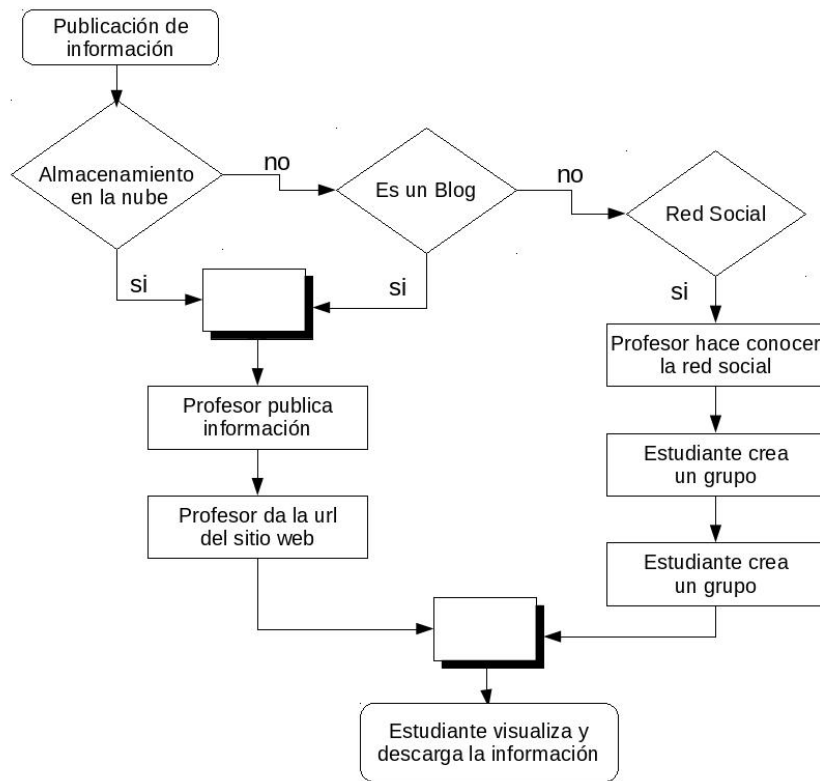 Publicación de
información
Almacenamiento
en la nube
no
Es un Blog
no
Red Social
si
si
si
Profesor hace conocer
la red social
Profesor publica
información
Estudiante crea
un grupo
Profesor da la url
del sitio web
Estudiante crea
un grupo
Estudiante visualiza y
descarga la información